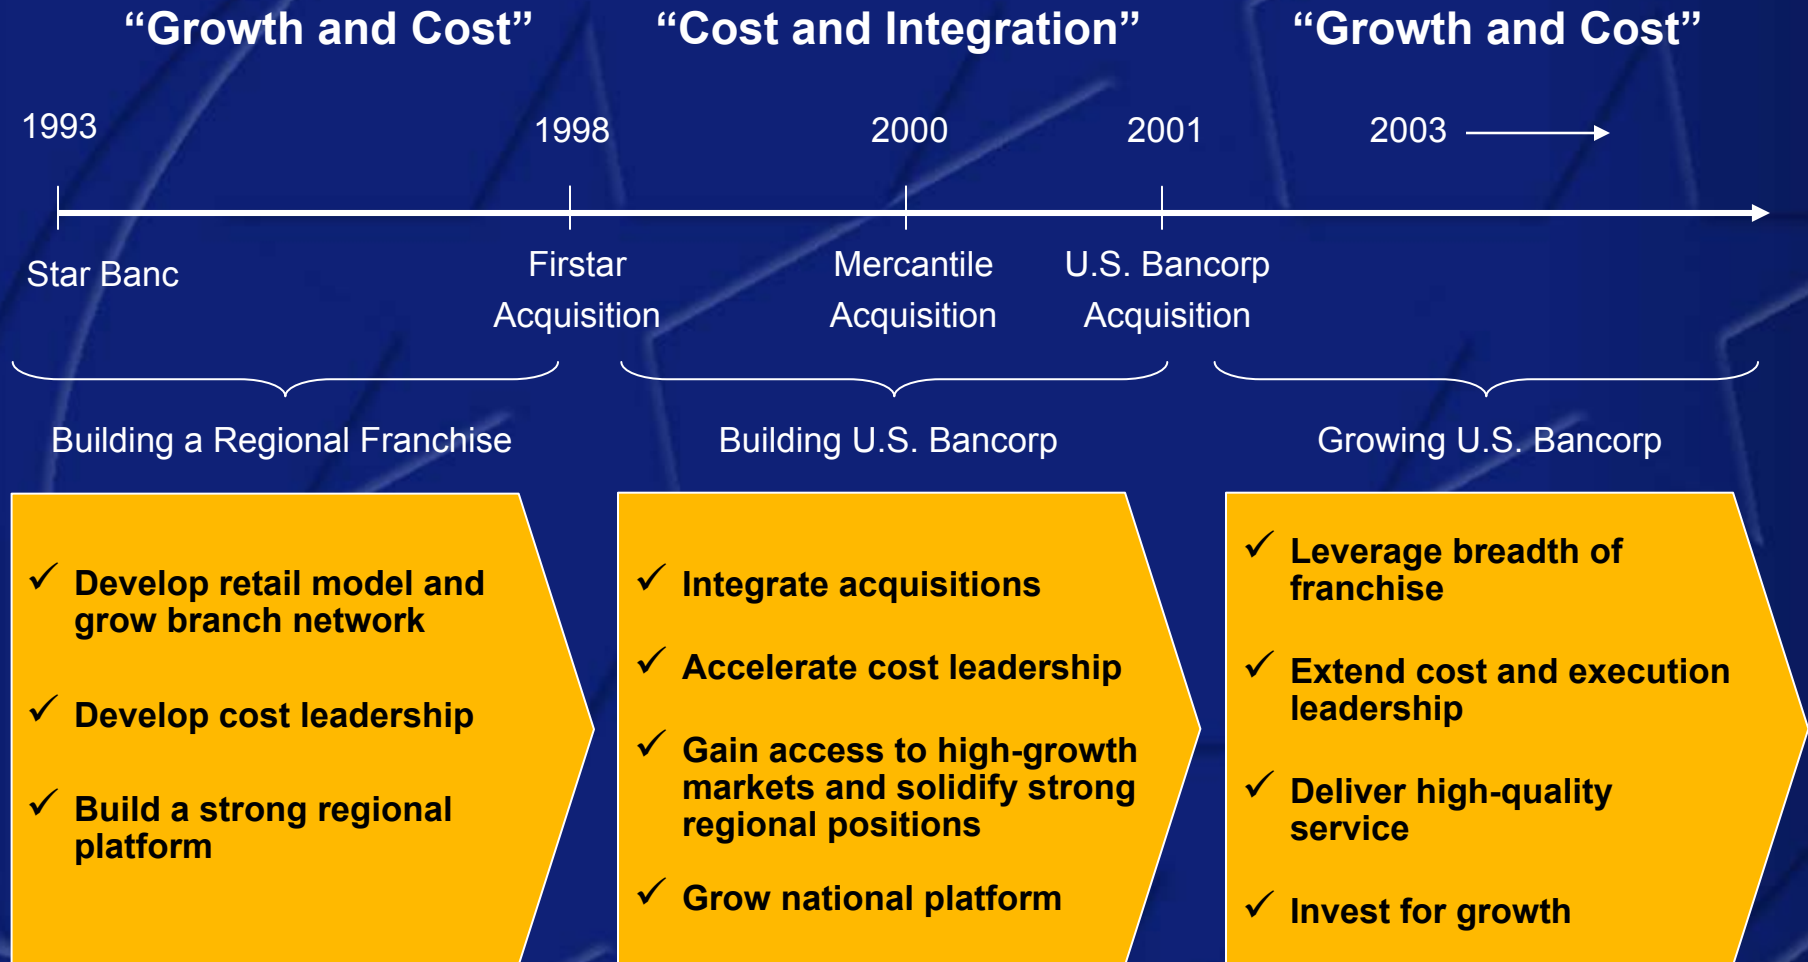 “Growth and Cost”
“Cost and Integration”
“Growth and Cost”
1993
1998
2000
2001
2003
Star Banc
Firstar
Acquisition
Mercantile
Acquisition
U.S. Bancorp
Acquisition
Building a Regional Franchise
Building U.S. Bancorp
Growing U.S. Bancorp
✓ Develop retail model and
grow branch network
✓ Develop cost leadership
✓ Build a strong regional
platform
✓ Integrate acquisitions
✓ Accelerate cost leadership
✓ Gain access to high-growth
markets and solidify strong
regional positions
✓ Grow national platform
✓ Leverage breadth of
franchise
✓ Extend cost and execution
leadership
✓ Deliver high-quality
service
✓ Invest for growth